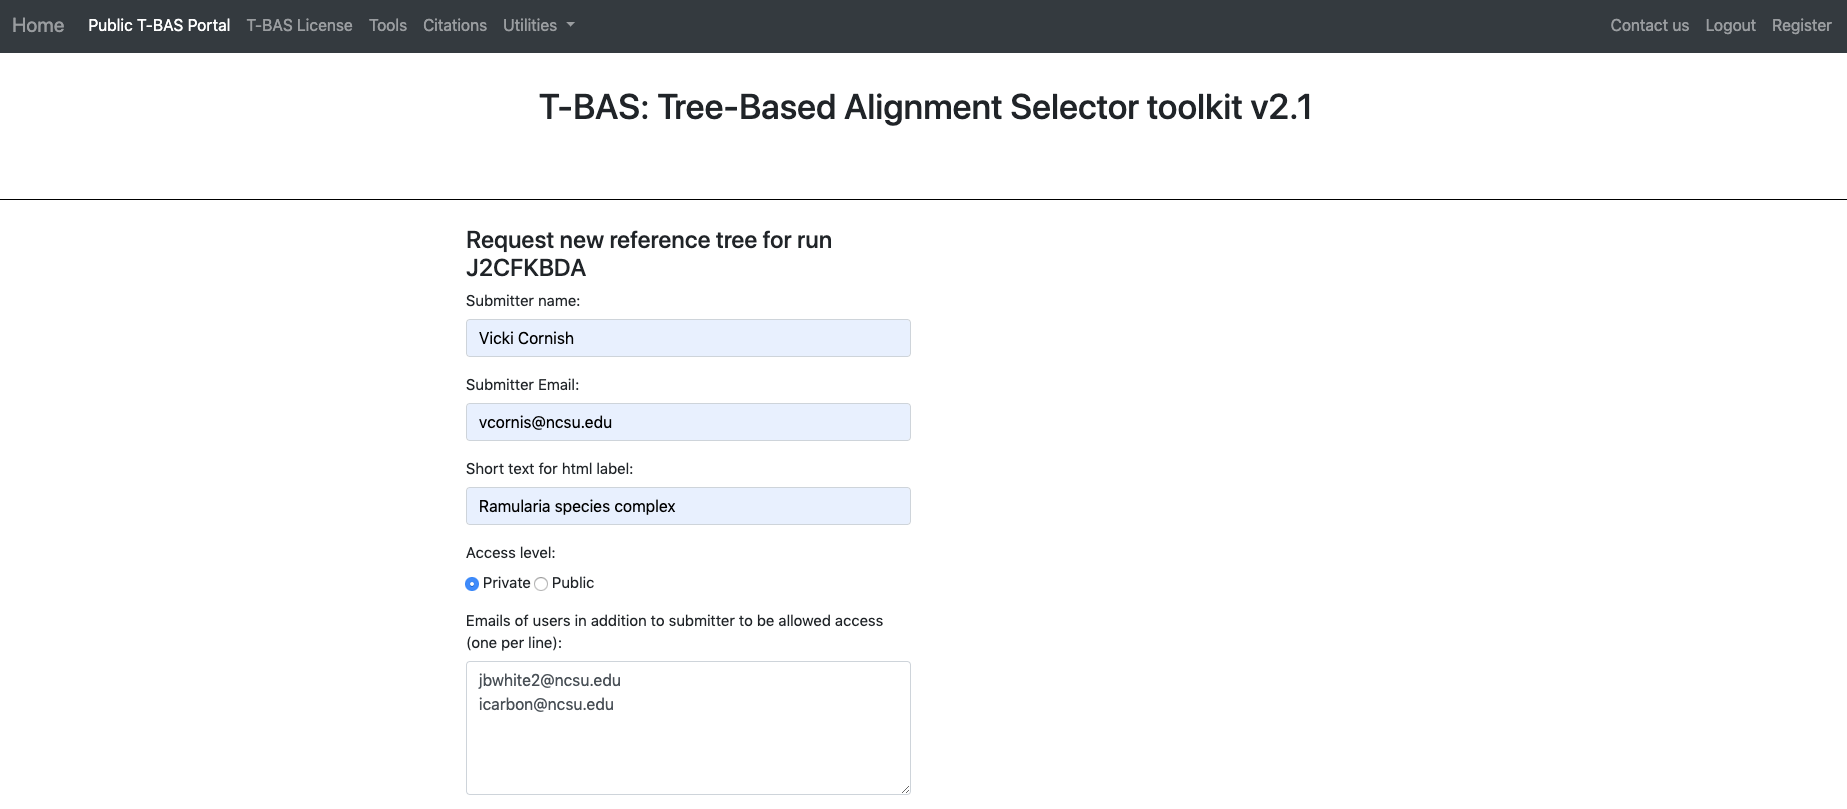 Home Public T-BAS Portal T-BAS License Tools Citations Utilities Contact us Logout Register
T-BAS: Tree-Based Alignment Selector toolkit v2.1
Request new reference tree for run
J2CFKBDA
Submitter name:
Vicki Cornish
Submitter Email:
vcornis@ncsu.edu
Short text for html label:
Ramularia species complex
Access level:
Private Public
Emails of users in addition to submitter to be allowed access
(one per line):
jbwhite2@ncsu.edu
icarbon@ncsu.edu